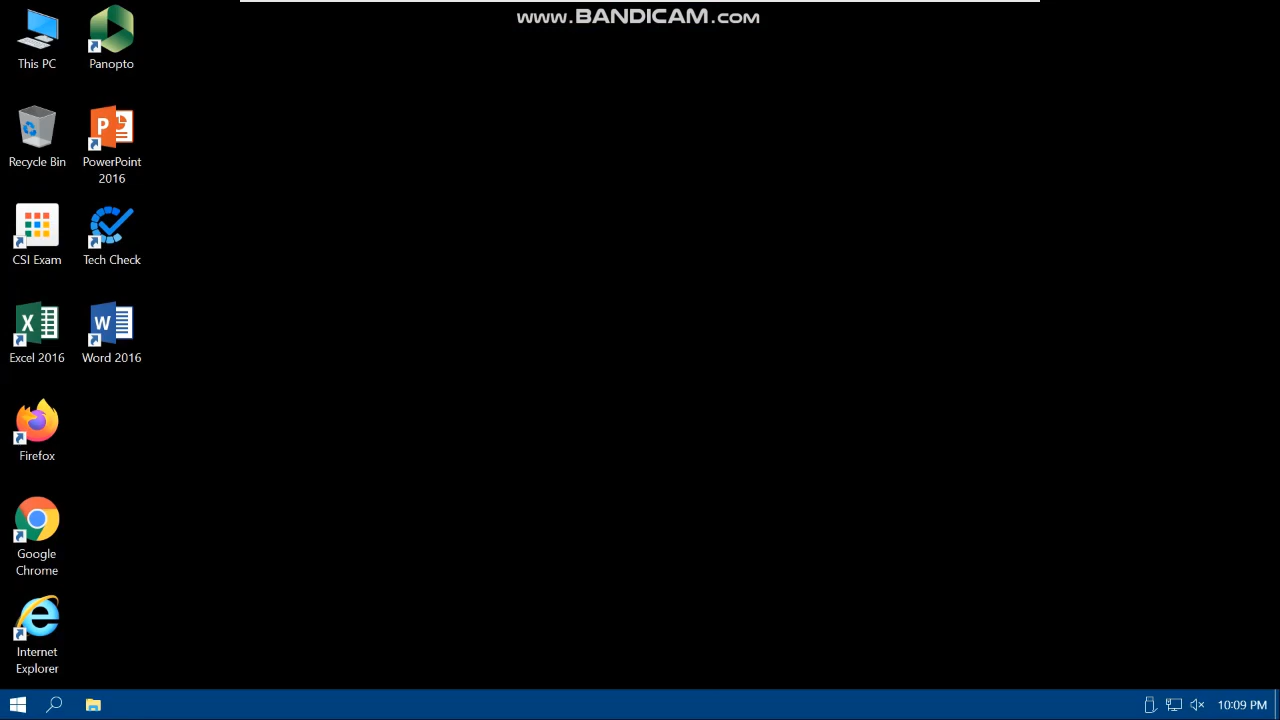 www.BANDICAM.com
This PC
Panopto
Recycle Bin
PowerPoint
2016
CSI Exam
Tech Check
Excel 2016
Word 2016
Firefox
Google
Chrome
Internet
Explorer
10:09 PM